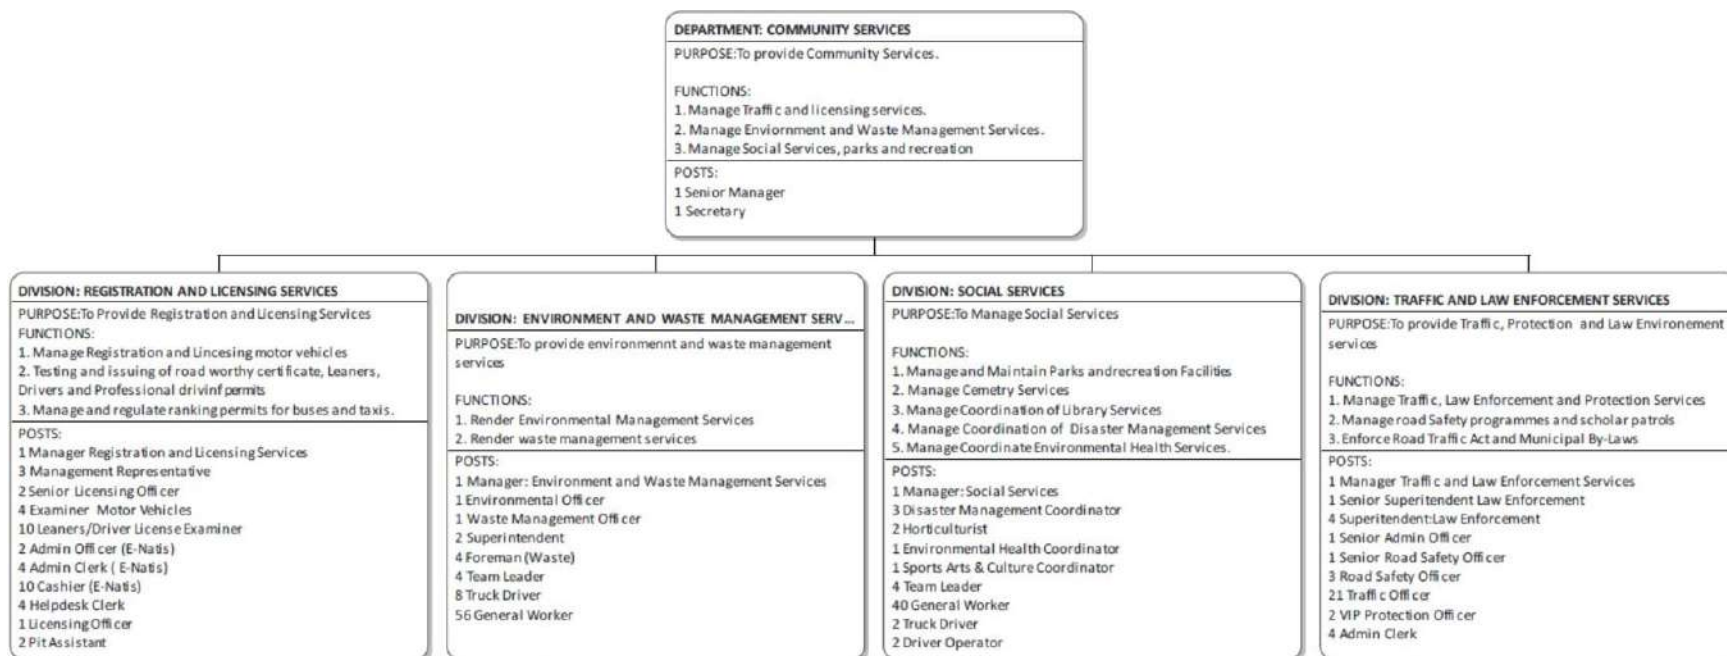 DEPARTMENT: COMMUNITY SERVICES
PURPOSE:To provide Community Services.
FUNCTIONS:
1. Manage Traffic and licensing services.
2. Manage Enviornment and Waste Management Services.
3. Manage Social Services, parks and recreation
POSTS:
1 Senior Manager
1 Secretary
DIVISION: REGISTRATION AND LICENSING SERVICES
PURPOSE:To Provide Registration and Licensing Services
FUNCTIONS:
1. Manage Registration and Lincesing motor vehicles
2. Testing and issuing of road worthy certificate, Leaners,
Drivers and Professional drivinf permits
3. Manage and regulate ranking permits for buses and taxis.
POSTS:
1 Manager Registration and Licensing Services
3 Management Representative
2 Senior Licensing Officer
4 Examiner Motor Vehicles
10 Leaners/Driver License Examiner
2 Admin Officer (E-Natis)
4 Admin Clerk ( E-Natis)
10 Cashier (E-Natis)
4 Helpdesk Clerk
1 Licensing Officer
2 Pit Assistant
DIVISION: ENVIRONMENT AND WASTE MANAGEMENT SERV...
PURPOSE:To provide environmennt and waste management
services
FUNCTIONS:
1. Render Environmental Management Services
2. Render waste management services
POSTS:
1 Manager: Environment and Waste Management Services
1 Environmental Officer
1 Waste Management Officer
2 Superintendent
4 Foreman (Waste)
4 Team Leader
8 Truck Driver
56 General Worker
DIVISION: SOCIAL SERVICES
PURPOSE:To Manage Social Services
FUNCTIONS:
1. Manage and Maintain Parks andrecreation Facilities
2. Manage Cemetry Services
3. Manage Coordination of Library Services
4. Manage Coordination of Disaster Management Services
5. Manage Coordinate Environmental Health Services.
POSTS:
1 Manager: Social Services
3 Disaster Management Coordinator
2 Horticulturist
1 Environmental Health Coordinator
1 Sports Arts & Culture Coordinator
4 Team Leader
40 General Worker
2 Truck Driver
2 Driver Operator
DIVISION: TRAFFIC AND LAW ENFORCEMENT SERVICES
PURPOSE:To provide Traffic, Protection and Law Environement
services
FUNCTIONS:
1. Manage Traffic, Law Enforcement and Protection Services
2. Manage road Safety programmes and scholar patrols
3. Enforce Road Traffic Act and Municipal By-Laws
POSTS:
1 Manager Traffic and Law Enforcement Services
1 Senior Superitendent Law Enforcement
4 Superitendent:Law Enforcement
1 Senior Admin Officer
1 Senior Road Safety Officer
3 Road Safety Officer
21 Traffic Officer
2 VIP Protection Officer
4 Admin Clerk